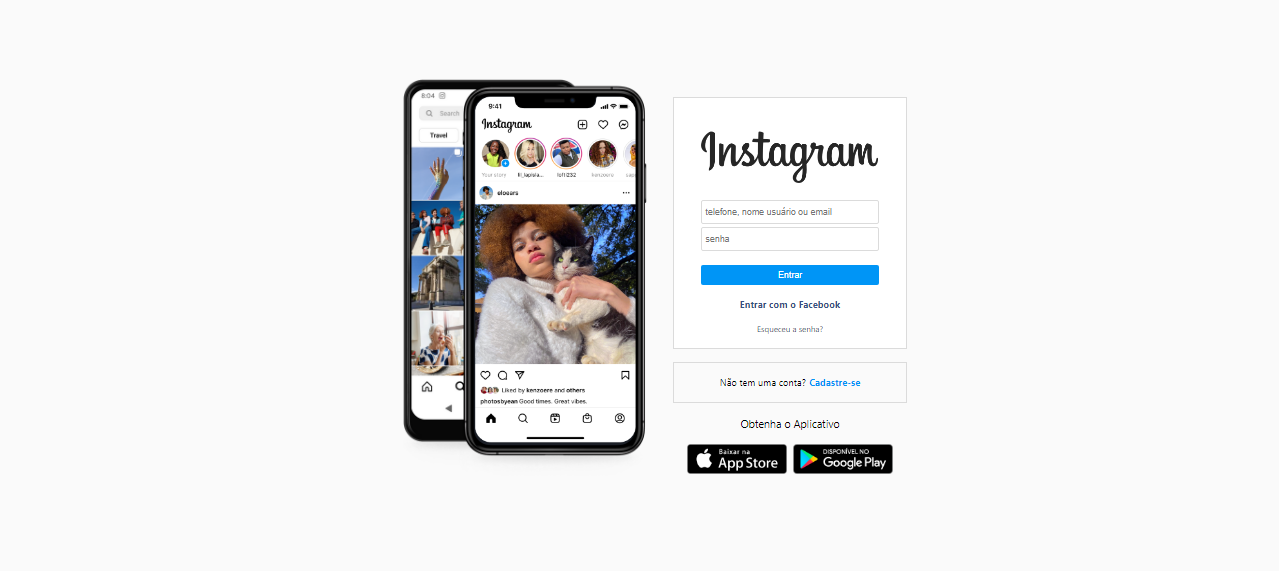 8:04
Search
Travel
9:41
Instagram
Your story
lil_lapisla...
lofti232
kenzoere
sap
eloears
Liked by kenzoere and others
photosbyean Good times. Great vibes.
Instagram
telefone, nome usuário ou email
senha
Entrar
Entrar com o Facebook
Esqueceu a senha?
Não tem uma conta? Cadastre-se
Obtenha o Aplicativo
Baixar na
App Store
DISPONÍVEL NO
Google Play